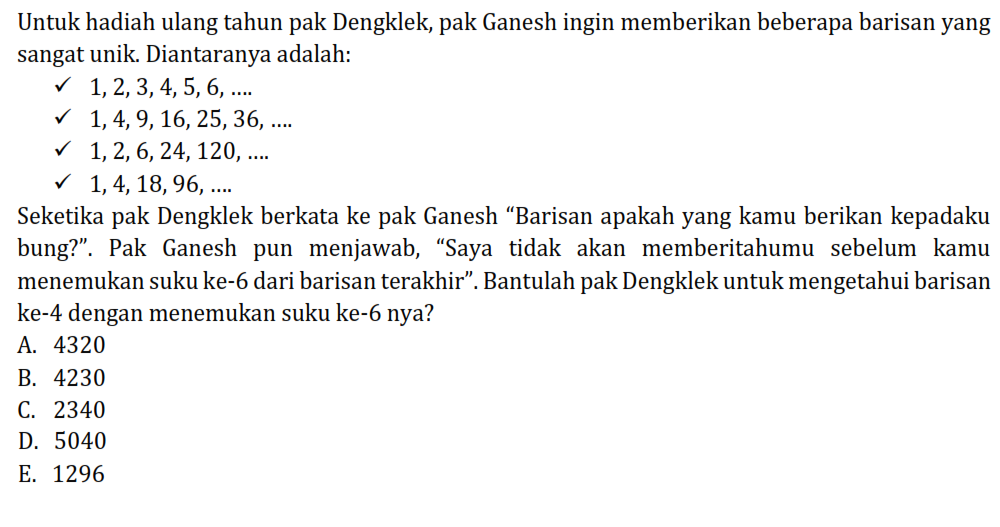 Untuk hadiah ulang tahun pak Dengklek, pak Ganesh ingin memberikan beberapa barisan yang
sangat unik. Diantaranya adalah:
✓ 1, 2, 3, 4, 5, 6, ....
✓ 1, 4, 9, 16, 25, 36, ....
✓ 1, 2, 6, 24, 120, ....
✓ 1, 4, 18, 96, ....
Seketika pak Dengklek berkata ke pak Ganesh “Barisan apakah yang kamu berikan kepadaku
bung?”. Pak Ganesh pun menjawab, “Saya tidak akan memberitahumu sebelum kamu
menemukan suku ke-6 dari barisan terakhir”. Bantulah pak Dengklek untuk mengetahui barisan
ke-4 dengan menemukan suku ke-6 nya?
A. 4320
B. 4230
C. 2340
D. 5040
E. 1296